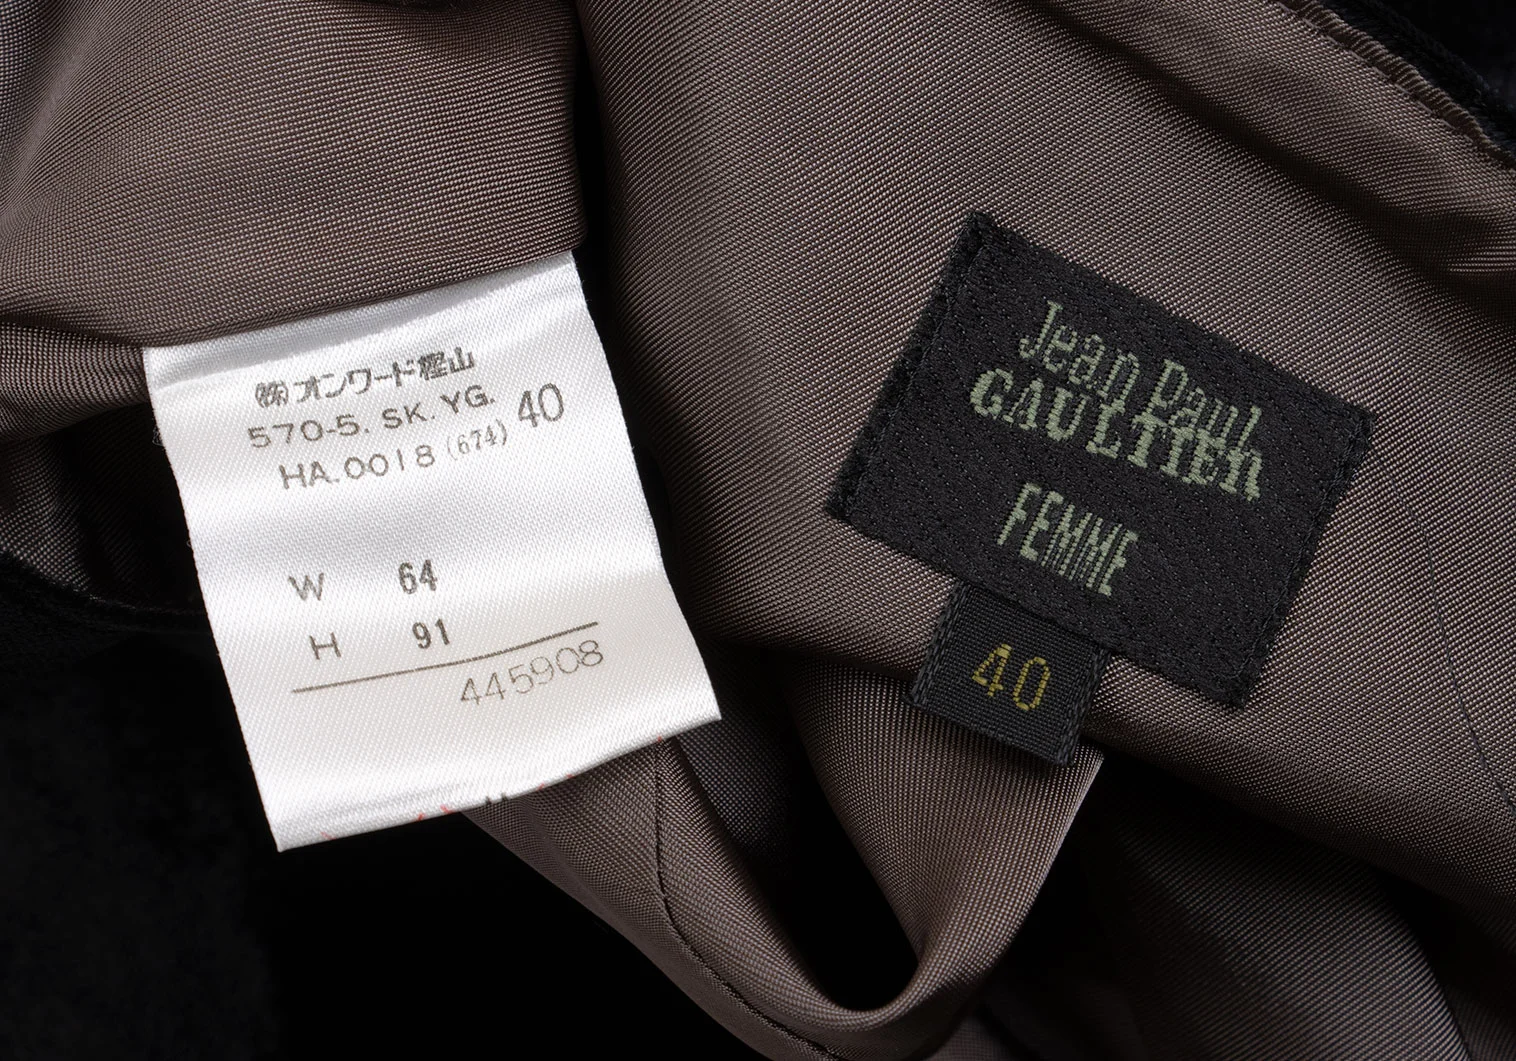 ㈱オンワード樫山
570-5. SK. YG. 40
HA.0018 (674)
W 64
H 91
445908
Jean Paul
GAULTIER
FEMME
40